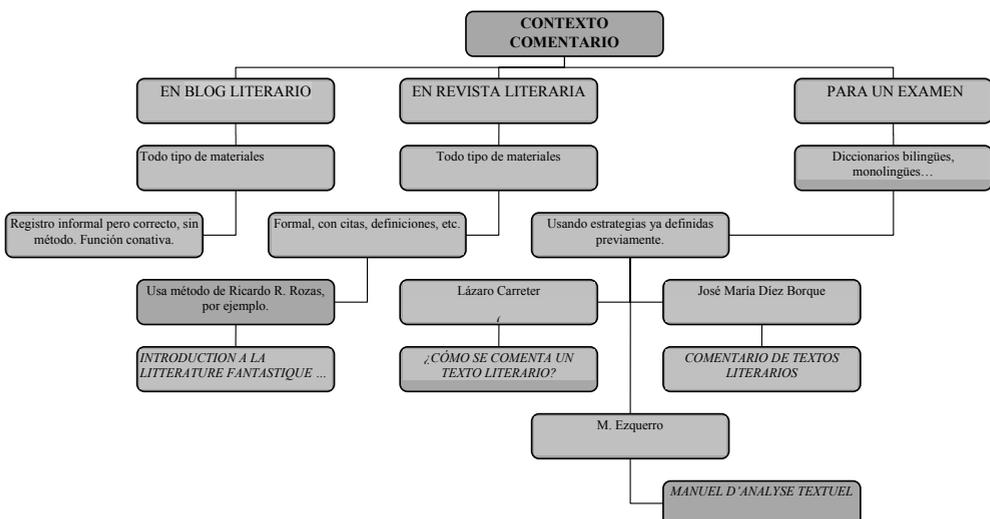 CONTEXTO
COMENTARIO
EN BLOG LITERARIO
EN REVISTA LITERARIA
PARA UN EXAMEN
Todo tipo de materiales
Todo tipo de materiales
Diccionarios bilingües,
monolingües…
Registro informal pero correcto, sin
método. Función conativa.
Formal, con citas, definiciones, etc.
Usando estrategias ya definidas
previamente.
Usa método de Ricardo R. Rozas,
por ejemplo.
Lázaro Carreter
José María Díez Borque
INTRODUCTION A LA
LITTERATURE FANTASTIQUE …
¿CÓMO SE COMENTA UN
TEXTO LITERARIO?
COMENTARIO DE TEXTOS
LITERARIOS
M. Ezquerro
MANUEL D’ANALYSE TEXTUEL